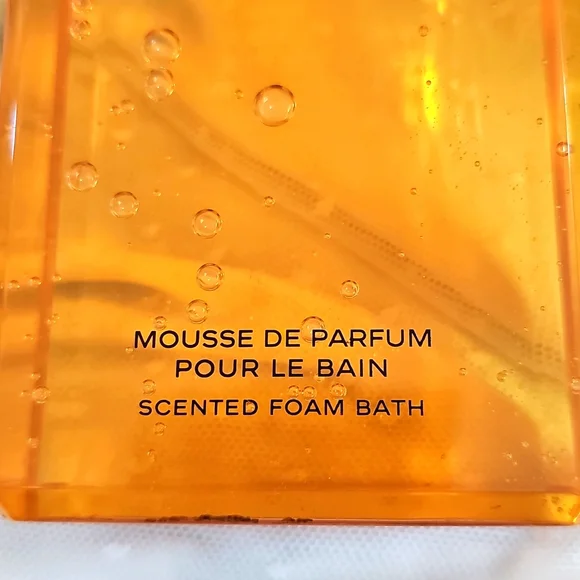 MOUSSE DE PARFUM
POUR LE BAIN
SCENTED FOAM BATH